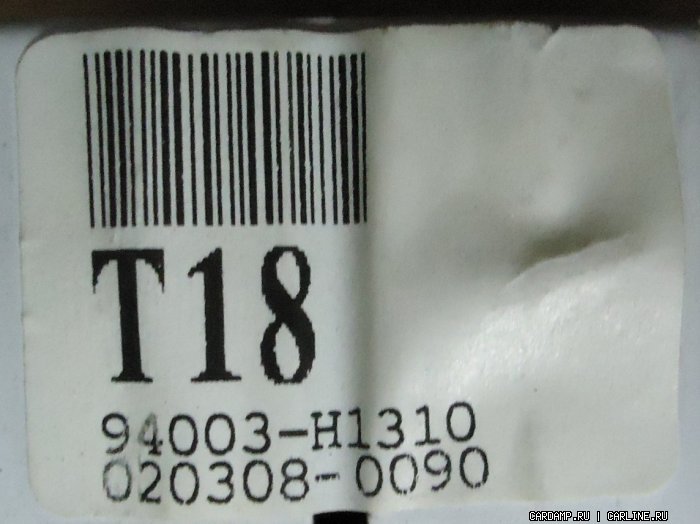 T18
94003-H1310
020308-0090
CARDAMP.RU | CARLINE.RU